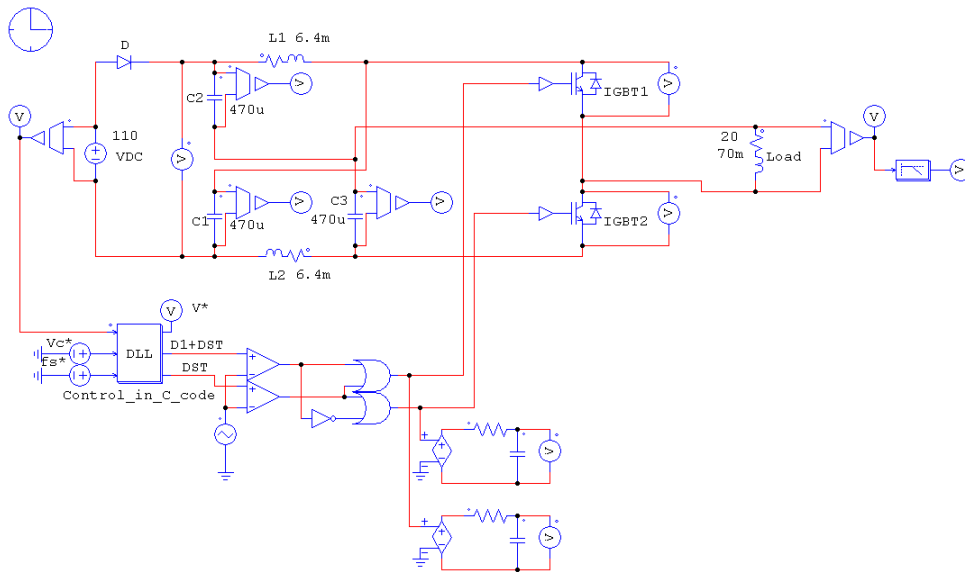 L1 6.4m
D
V
C2
470u
IGBT1
V
V
110
VDC
V
20
70m
Load
V
V
V
C1
470u
V
C3
470u
V
IGBT2
V
L2 6.4m
V
V*
Vc*
fs*
DLL
D1+DST
DST
Control_in_C_code
V
V